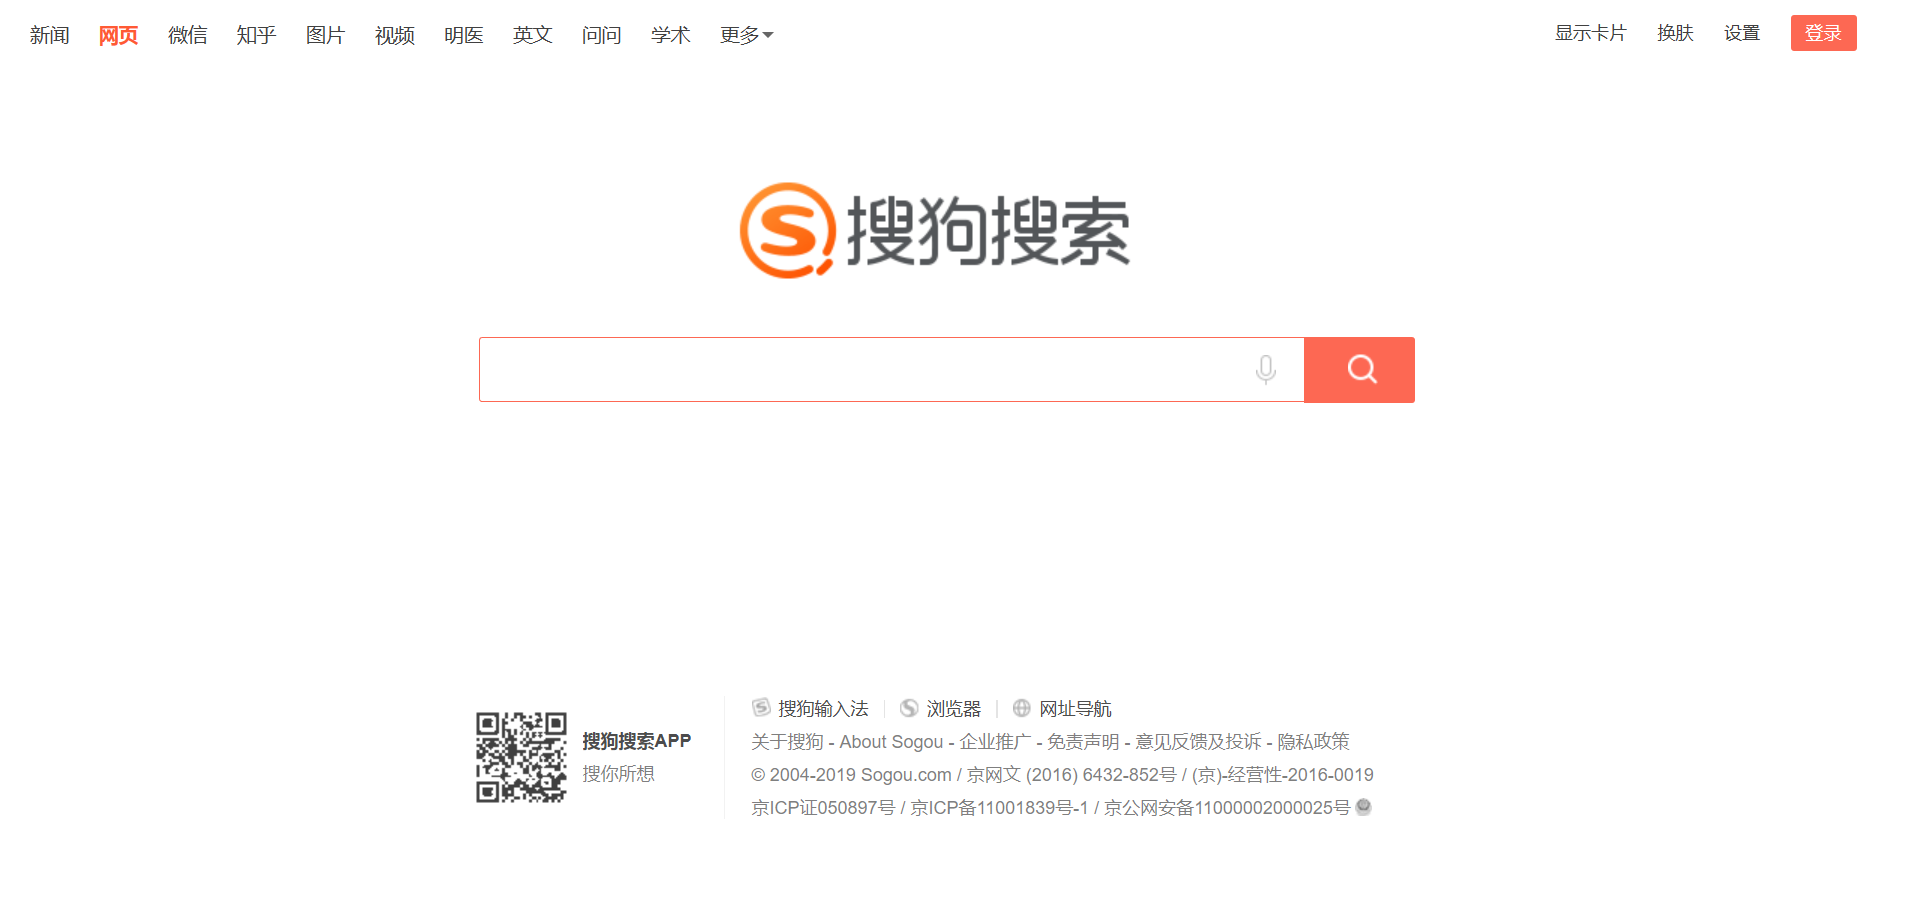 新闻 网页 微信 知乎 图片 视频 明医 英文 问问 学术 更多 显示卡片 换肤 设置 登录
搜狗搜索
搜狗输入法 浏览器 网址导航
搜狗搜索APP
搜你所想
关于搜狗 - About Sogou - 企业推广 - 免责声明 - 意见反馈及投诉 - 隐私政策
© 2004-2019 Sogou.com / 京网文 (2016) 6432-852号 / (京)-经营性-2016-0019
京ICP证050897号 / 京ICP备11001839号-1 / 京公网安备11000002000025号